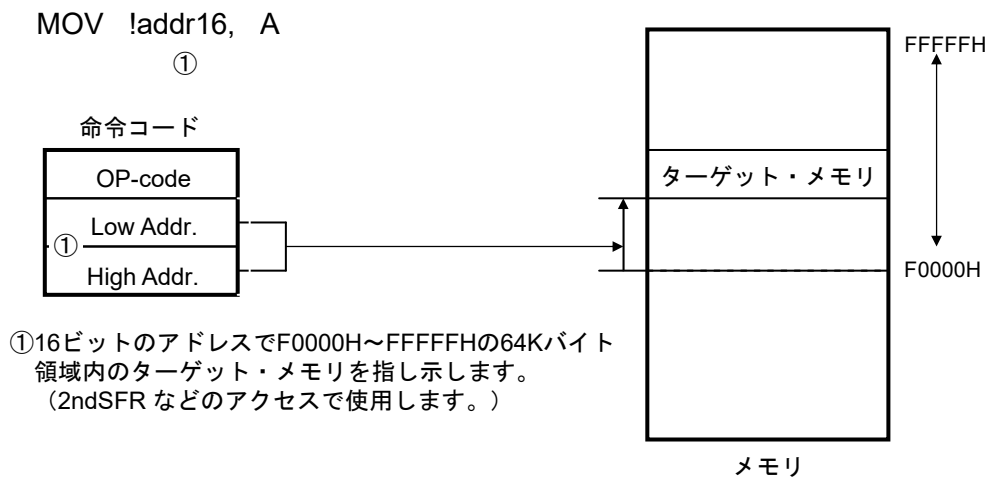 MOV !addr16, A
①
命令コード
OP-code
Low Addr.
①
High Addr.
FFFFFH
ターゲット・メモリ
F0000H
①16ビットのアドレスでF0000H～FFFFFHの64Kバイト
領域内のターゲット・メモリを指し示します。
（2ndSFR などのアクセスで使用します。）
メモリ